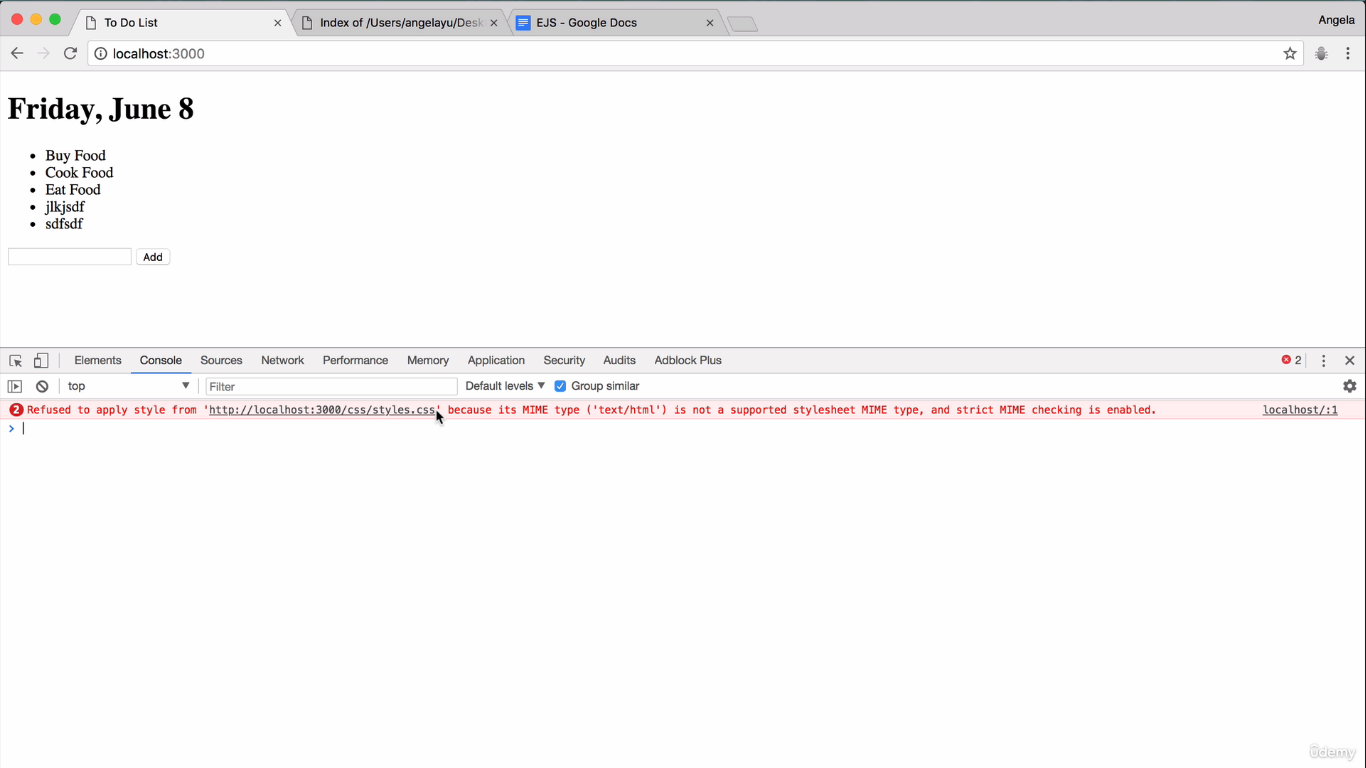 To Do List
Index of /Users/angelayu/Desk
EJS - Google Docs
Angela
localhost:3000
Friday, June 8
Buy Food
Cook Food
Eat Food
jlkjsdf
sdfsdf
Add
Elements Console Sources Network Performance Memory Application Security Audits Adblock Plus 2
top Filter Default levels Group similar
2 Refused to apply style from 'http://localhost:3000/css/styles.css' because its MIME type ('text/html') is not a supported stylesheet MIME type, and strict MIME checking is enabled. localhost/:1
>
Udemy